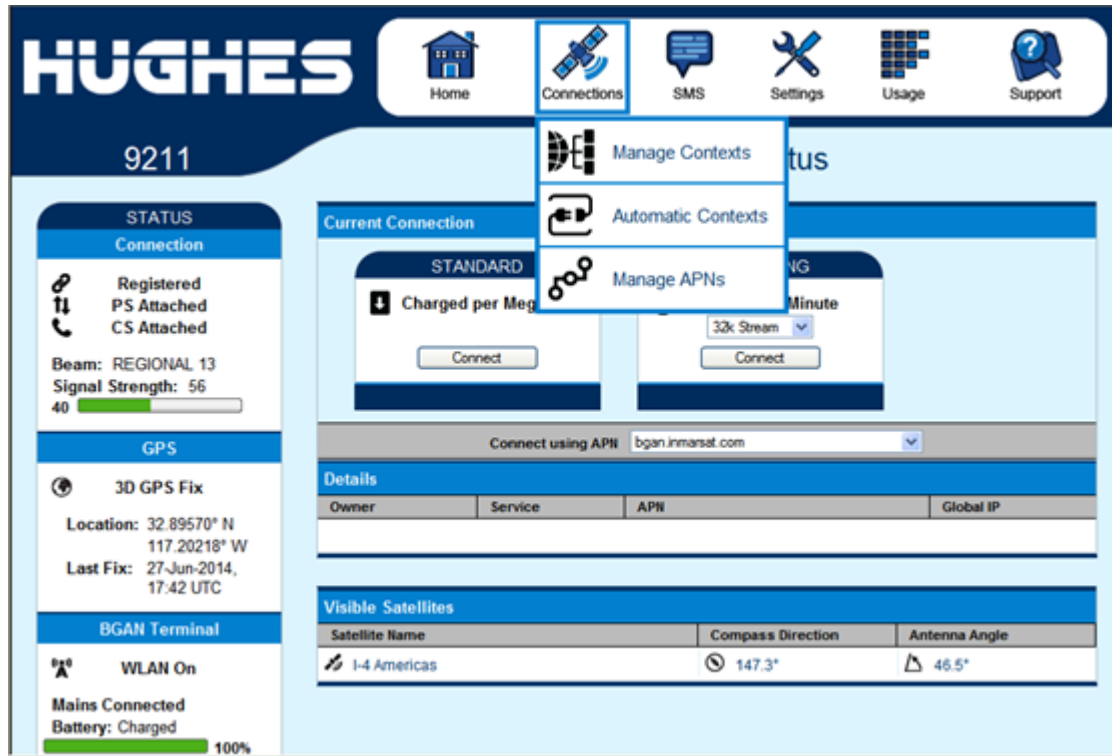 HUGHES
Home
Connections
SMS
Settings
Usage
?
Support
9211
tus
Manage Contexts
Automatic Contexts
Manage APNs
STATUS
Connection
Registered
PS Attached
CS Attached
Beam: REGIONAL 13
Signal Strength: 56
40
GPS
3D GPS Fix
Location: 32.89570° N
117.20218° W
Last Fix: 27-Jun-2014,
17:42 UTC
BGAN Terminal
WLAN On
Mains Connected
Battery: Charged
100%
Current Connection
STANDARD
Charged per Meg
Connect
NG
Minute
32k Stream
Connect
Connect using APN bgan.inmarsat.com
Details
Owner Service APN Global IP
Visible Satellites
Satellite Name Compass Direction Antenna Angle
I-4 Americas 147.3° 46.5°